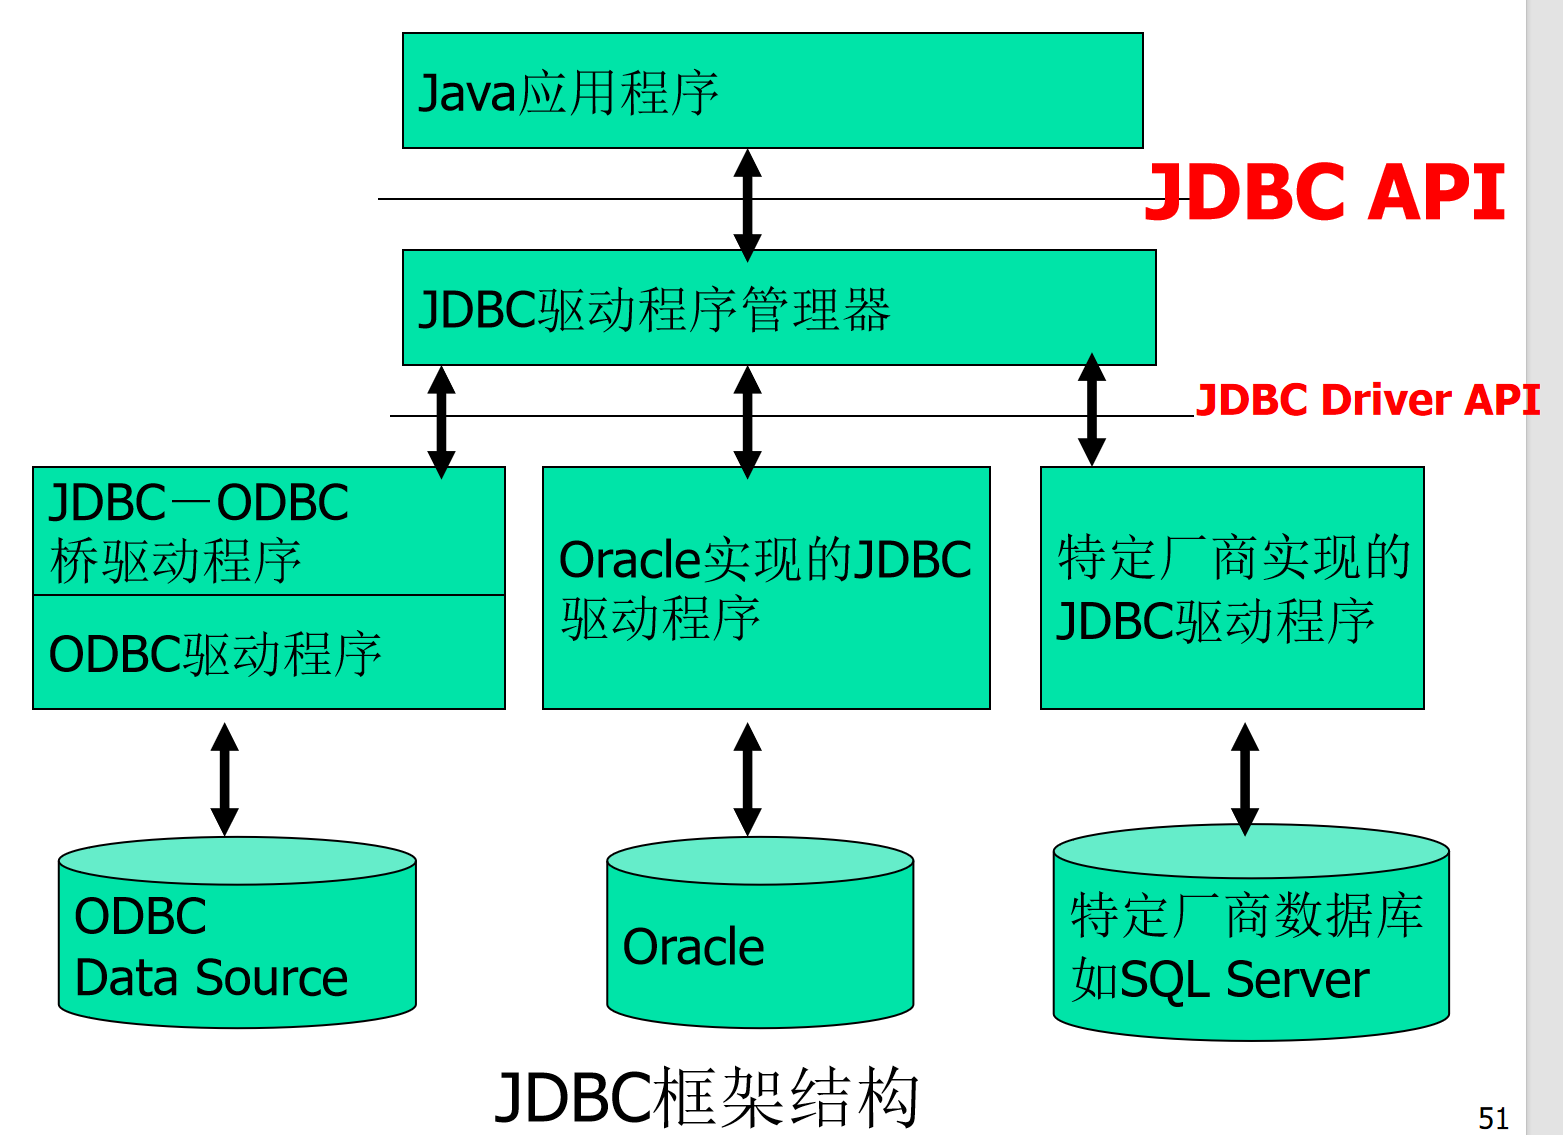 Java应用程序
JDBC API
JDBC驱动程序管理器
JDBC Driver API
JDBC－ODBC
桥驱动程序
ODBC驱动程序
Oracle实现的JDBC
驱动程序
特定厂商实现的
JDBC驱动程序
ODBC
Data Source
Oracle
特定厂商数据库
如SQL Server
JDBC框架结构
51